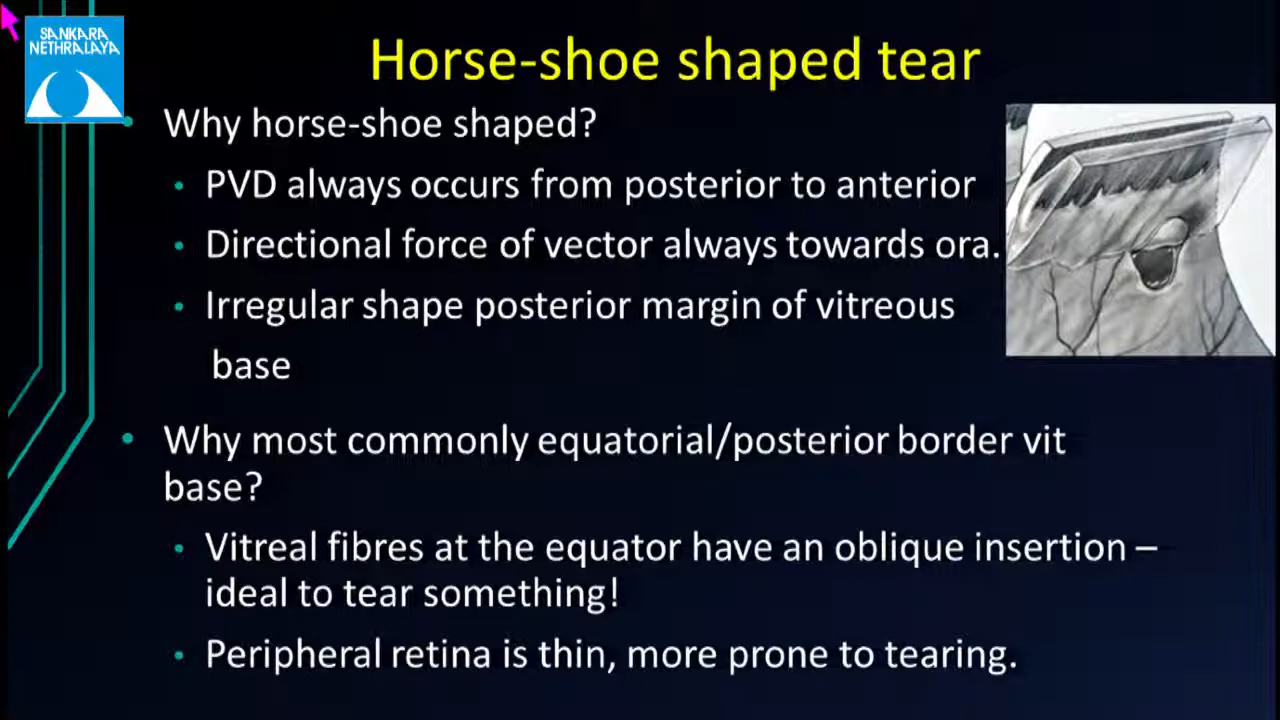 SANKARA
NETHRALAYA
Horse-shoe shaped tear
• Why horse-shoe shaped?
• PVD always occurs from posterior to anterior
• Directional force of vector always towards ora.
• Irregular shape posterior margin of vitreous
base
• Why most commonly equatorial/posterior border vit
base?
• Vitreal fibres at the equator have an oblique insertion –
ideal to tear something!
• Peripheral retina is thin, more prone to tearing.